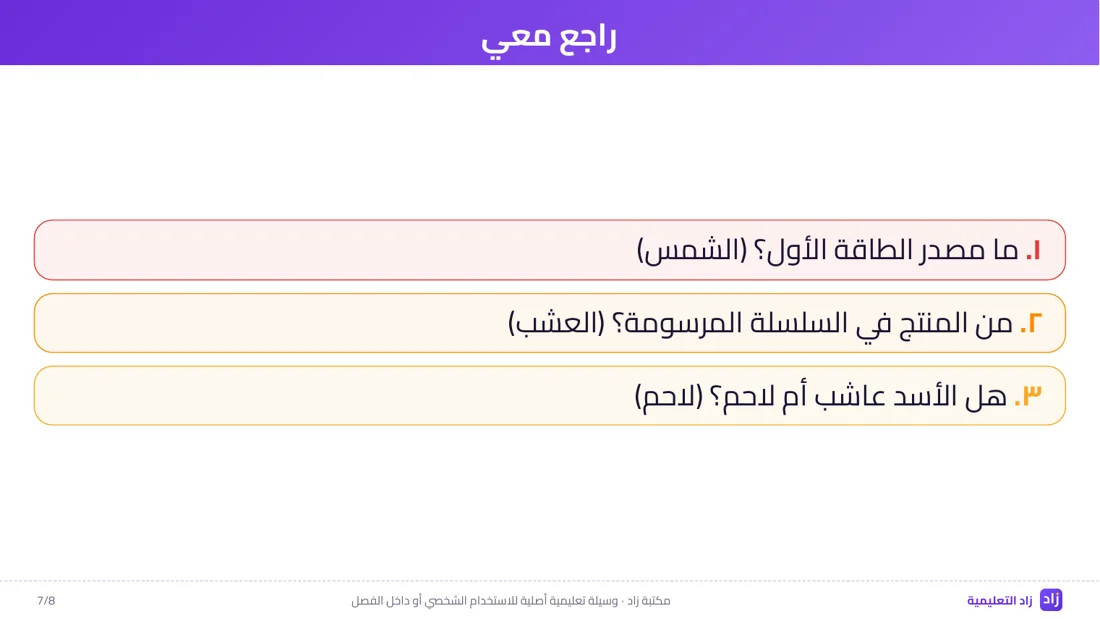 راجع معي
١. ما مصدر الطاقة الأول؟ (الشمس)
٢. من المنتج في السلسلة المرسومة؟ (العشب)
٣. هل الأسد عاشب أم لاحم؟ (لاحم)
زاد زاد التعليمية
مكتبة زاد · وسيلة تعليمية أصلية للاستخدام الشخصي أو داخل الفصل
7/8